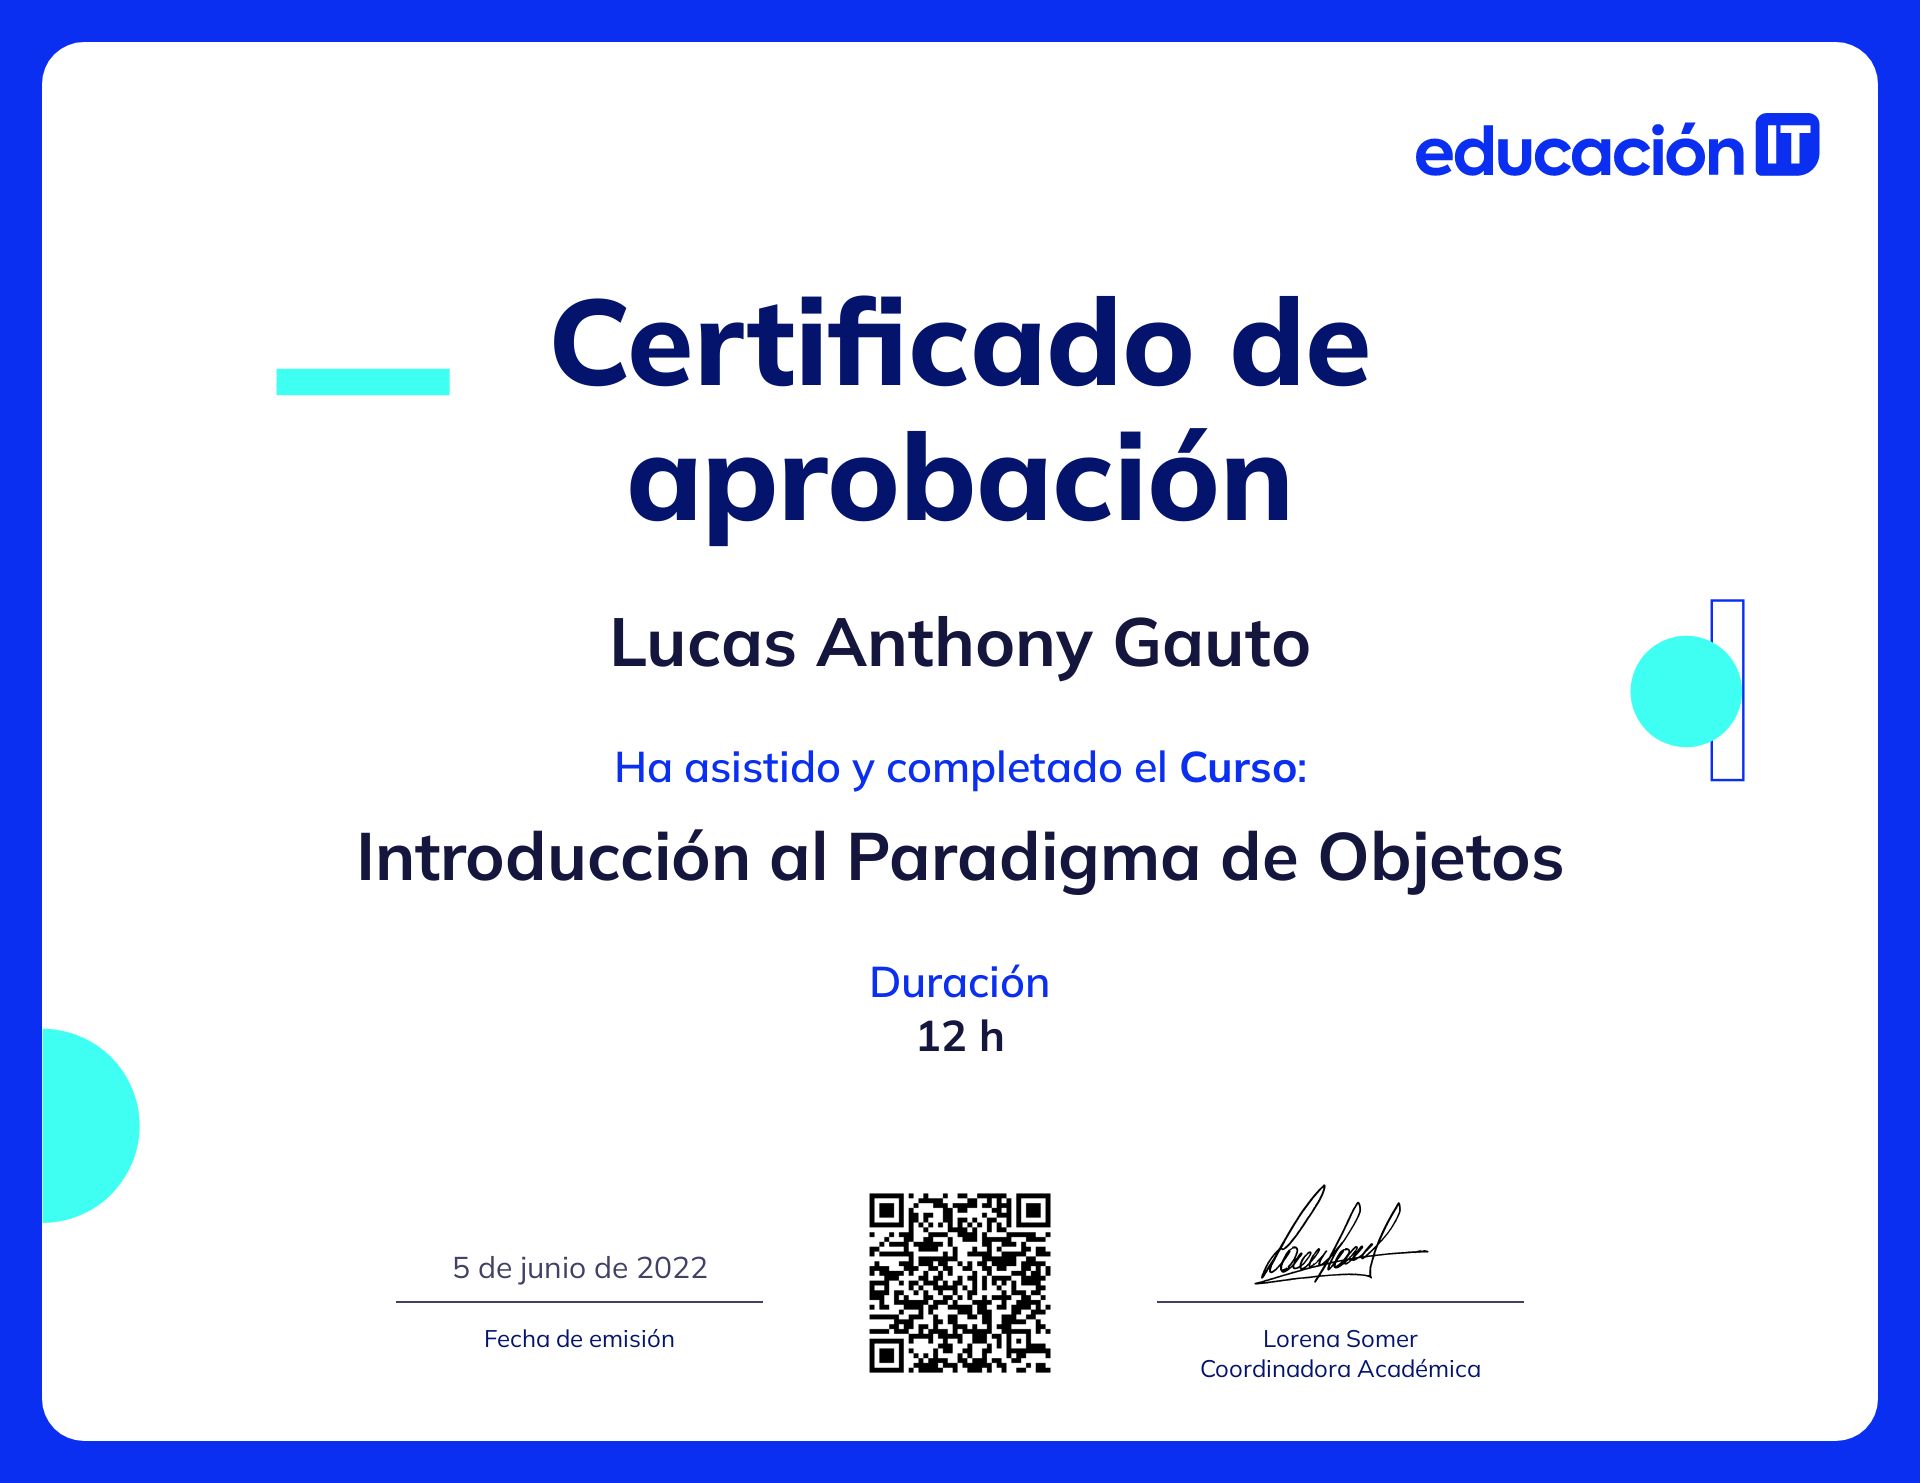 educación IT
Certificado de
aprobación
Lucas Anthony Gauto
Ha asistido y completado el Curso:
Introducción al Paradigma de Objetos
Duración
12 h
5 de junio de 2022
Fecha de emisión
Lorena Somer
Coordinadora Académica